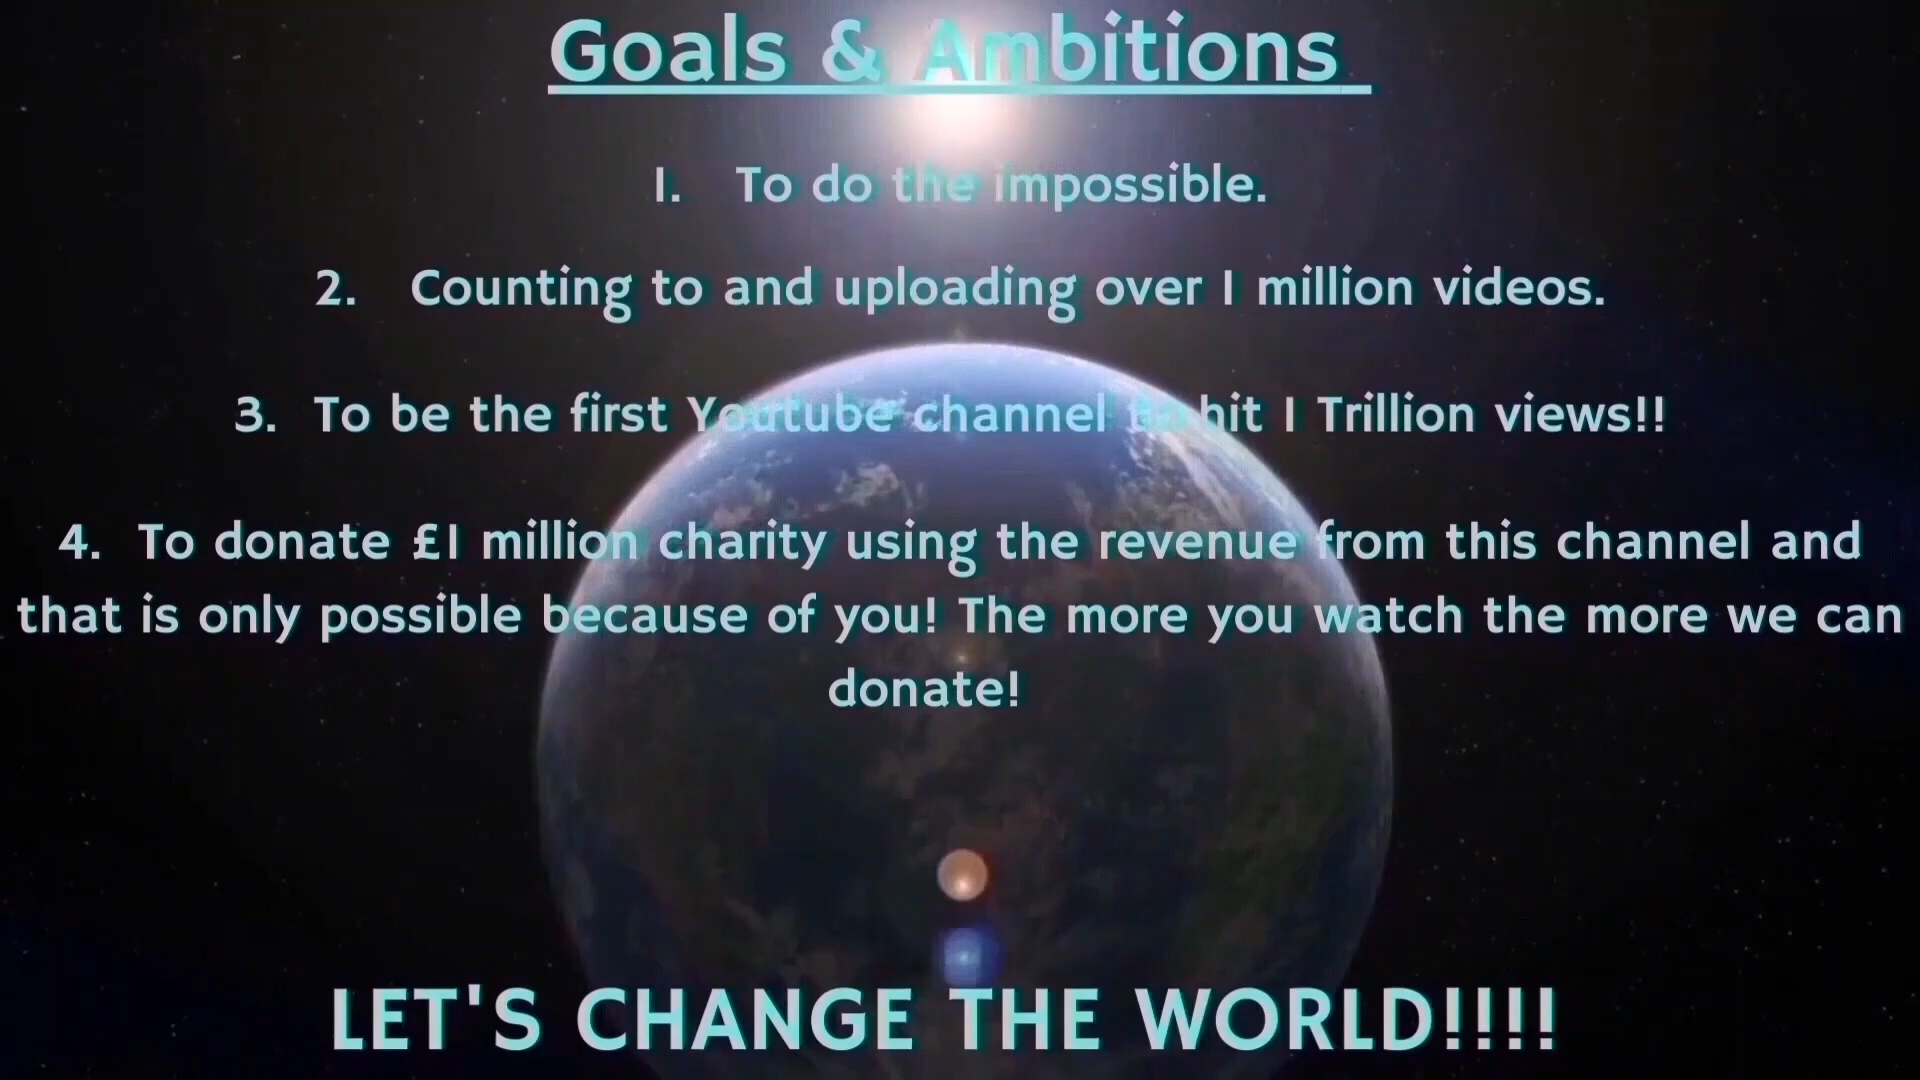 Goals & Ambitions
1. To do the impossible.
2. Counting to and uploading over 1 million videos.
3. To be the first Youtube channel to hit 1 Trillion views!!
4. To donate £1 million charity using the revenue from this channel and
that is only possible because of you! The more you watch the more we can
donate!
LET'S CHANGE THE WORLD!!!!